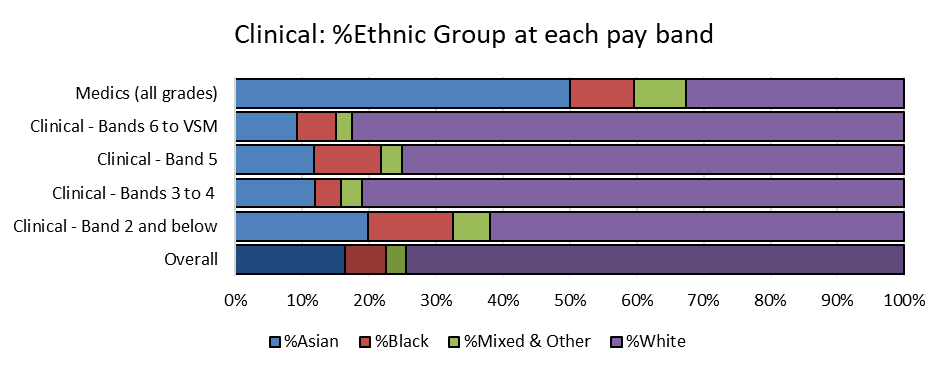 Clinical: %Ethnic Group at each pay band
Medics (all grades)
Clinical - Bands 6 to VSM
Clinical - Band 5
Clinical - Bands 3 to 4
Clinical - Band 2 and below
Overall
0% 10% 20% 30% 40% 50% 60% 70% 80% 90% 100%
%Asian %Black %Mixed & Other %White